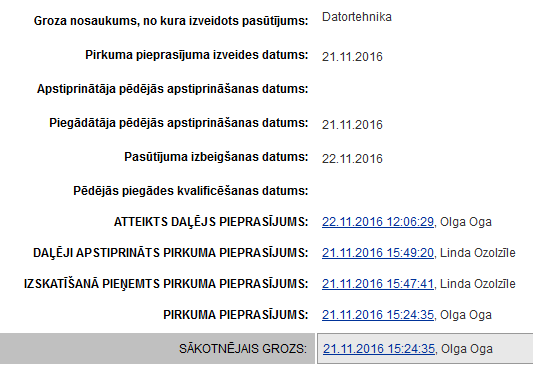 Groza nosaukums, no kura izveidots pasūtījums: Datortehnika
Pirkuma pieprasījuma izveides datums: 21.11.2016
Apstiprinātāja pēdējās apstiprināšanas datums:
Piegādātāja pēdējās apstiprināšanas datums: 21.11.2016
Pasūtījuma izbeigšanas datums: 22.11.2016
Pēdējās piegādes kvalificēšanas datums:
ATTEIKTS DAĻĒJS PIEPRASĪJUMS: 22.11.2016 12:06:29, Olga Oga
DAĻĒJI APSTIPRINĀTS PIRKUMA PIEPRASĪJUMS: 21.11.2016 15:49:20, Linda Ozolzīle
IZSKATĪŠANĀ PIEŅEMTS PIRKUMA PIEPRASĪJUMS: 21.11.2016 15:47:41, Linda Ozolzīle
PIRKUMA PIEPRASĪJUMS: 21.11.2016 15:24:35, Olga Oga
SĀKOTNĒJAIS GROZS: 21.11.2016 15:24:35, Olga Oga